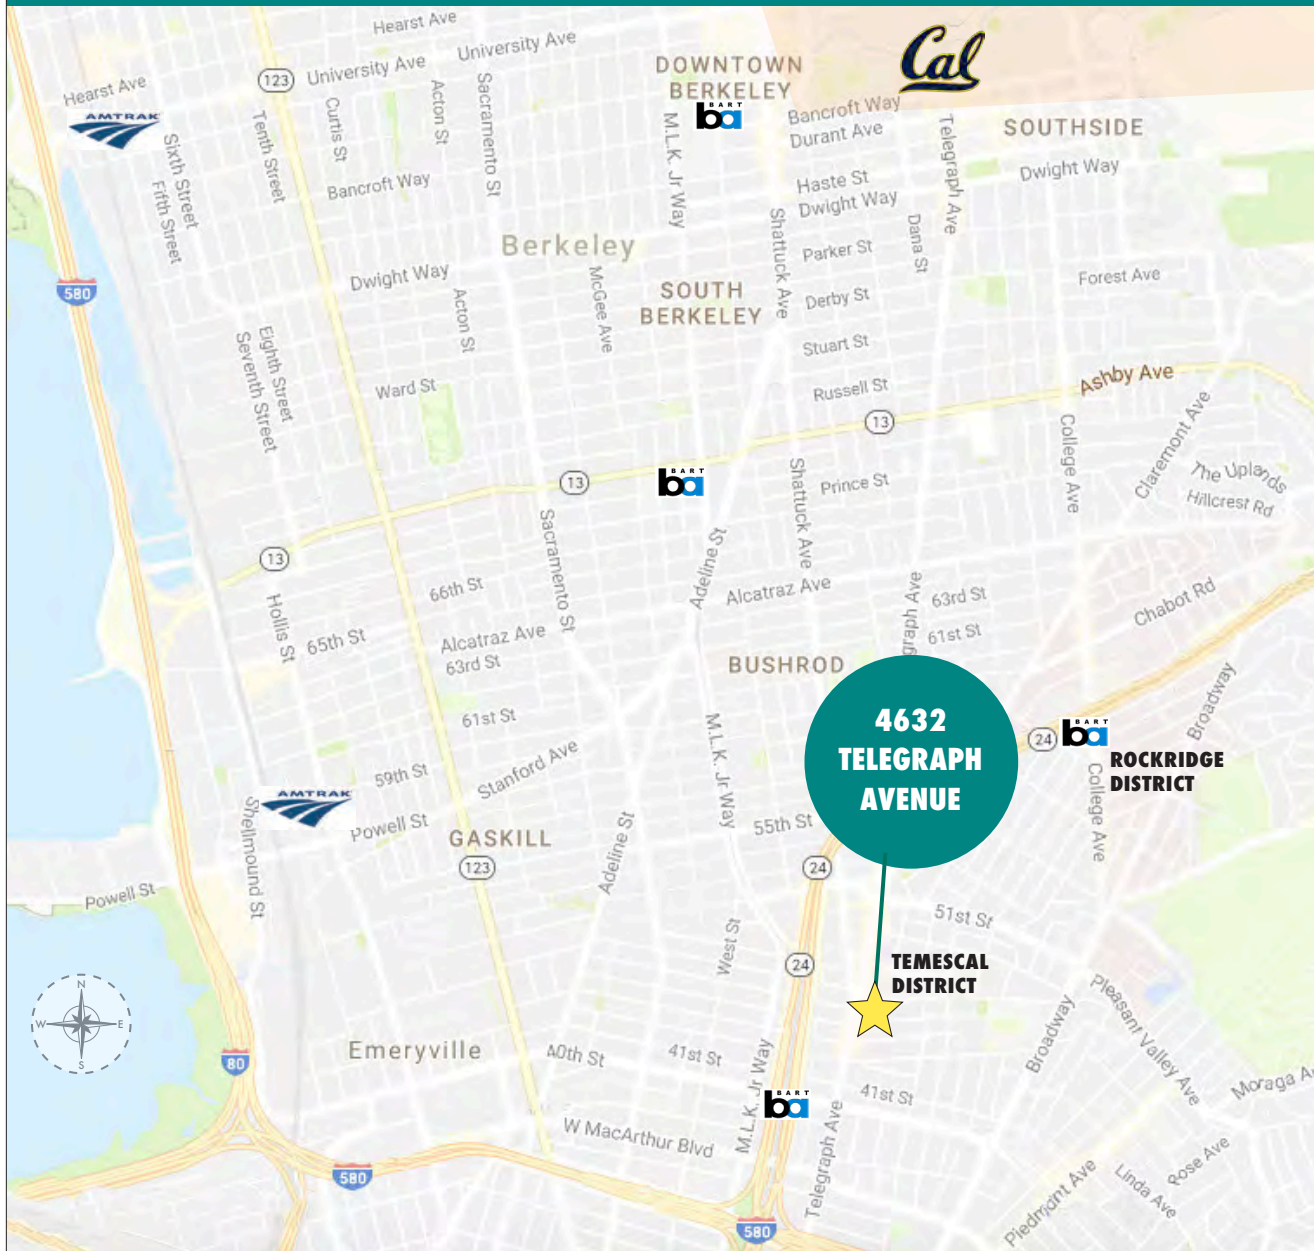 Hearst Ave
University Ave
Cal
DOWNTOWN
BERKELEY
123
University Ave
Hearst Ave
AMTRAK
BART
ba
Bancroft Way
Durant Ave
SOUTHSIDE
Sixth Street
Fifth Street
Tenth Street
Curtis St
Acton St
Sacramento St
M.L.K. Jr Way
Telegraph Ave
Bancroft Way
Haste St
Dwight Way
Dwight Way
Berkeley
Shattuck Ave
Parker St
Dana St
Dwight Way
McGee Ave
SOUTH
BERKELEY
Derby St
Forest Ave
580
Acton St
Eighth Street
Seventh Street
Stuart St
Ward St
Russell St
Ashby Ave
13
College Ave
Claremont Ave
The Uplands
Hillcrest Rd
13
BART
ba
Shattuck Ave
Prince St
13
Sacramento St
Adeline St
66th St
Alcatraz Ave
graph Ave
63rd St
61st St
Chabot Rd
Hollis St
65th St
Alcatraz Ave
63rd St
BUSHROD
61st St
M.L.K. Jr Way
4632
TELEGRAPH
AVENUE
24
BART
ba
Broadway
ROCKRIDGE
DISTRICT
59th St
Stanford Ave
College Ave
AMTRAK
Shellmound St
Powell St
GASKILL
Adeline St
55th St
123
24
Powell St
51st St
West St
24
TEMESCAL
DISTRICT
N
W
E
S
80
Emeryville
40th St
41st St
M.L.K. Jr Way
BART
ba
41st St
Broadway
Pleasant Valley Ave
Moraga A
W MacArthur Blvd
Telegraph Ave
580
580
Piedmont Ave
Linda Ave
Rose Ave